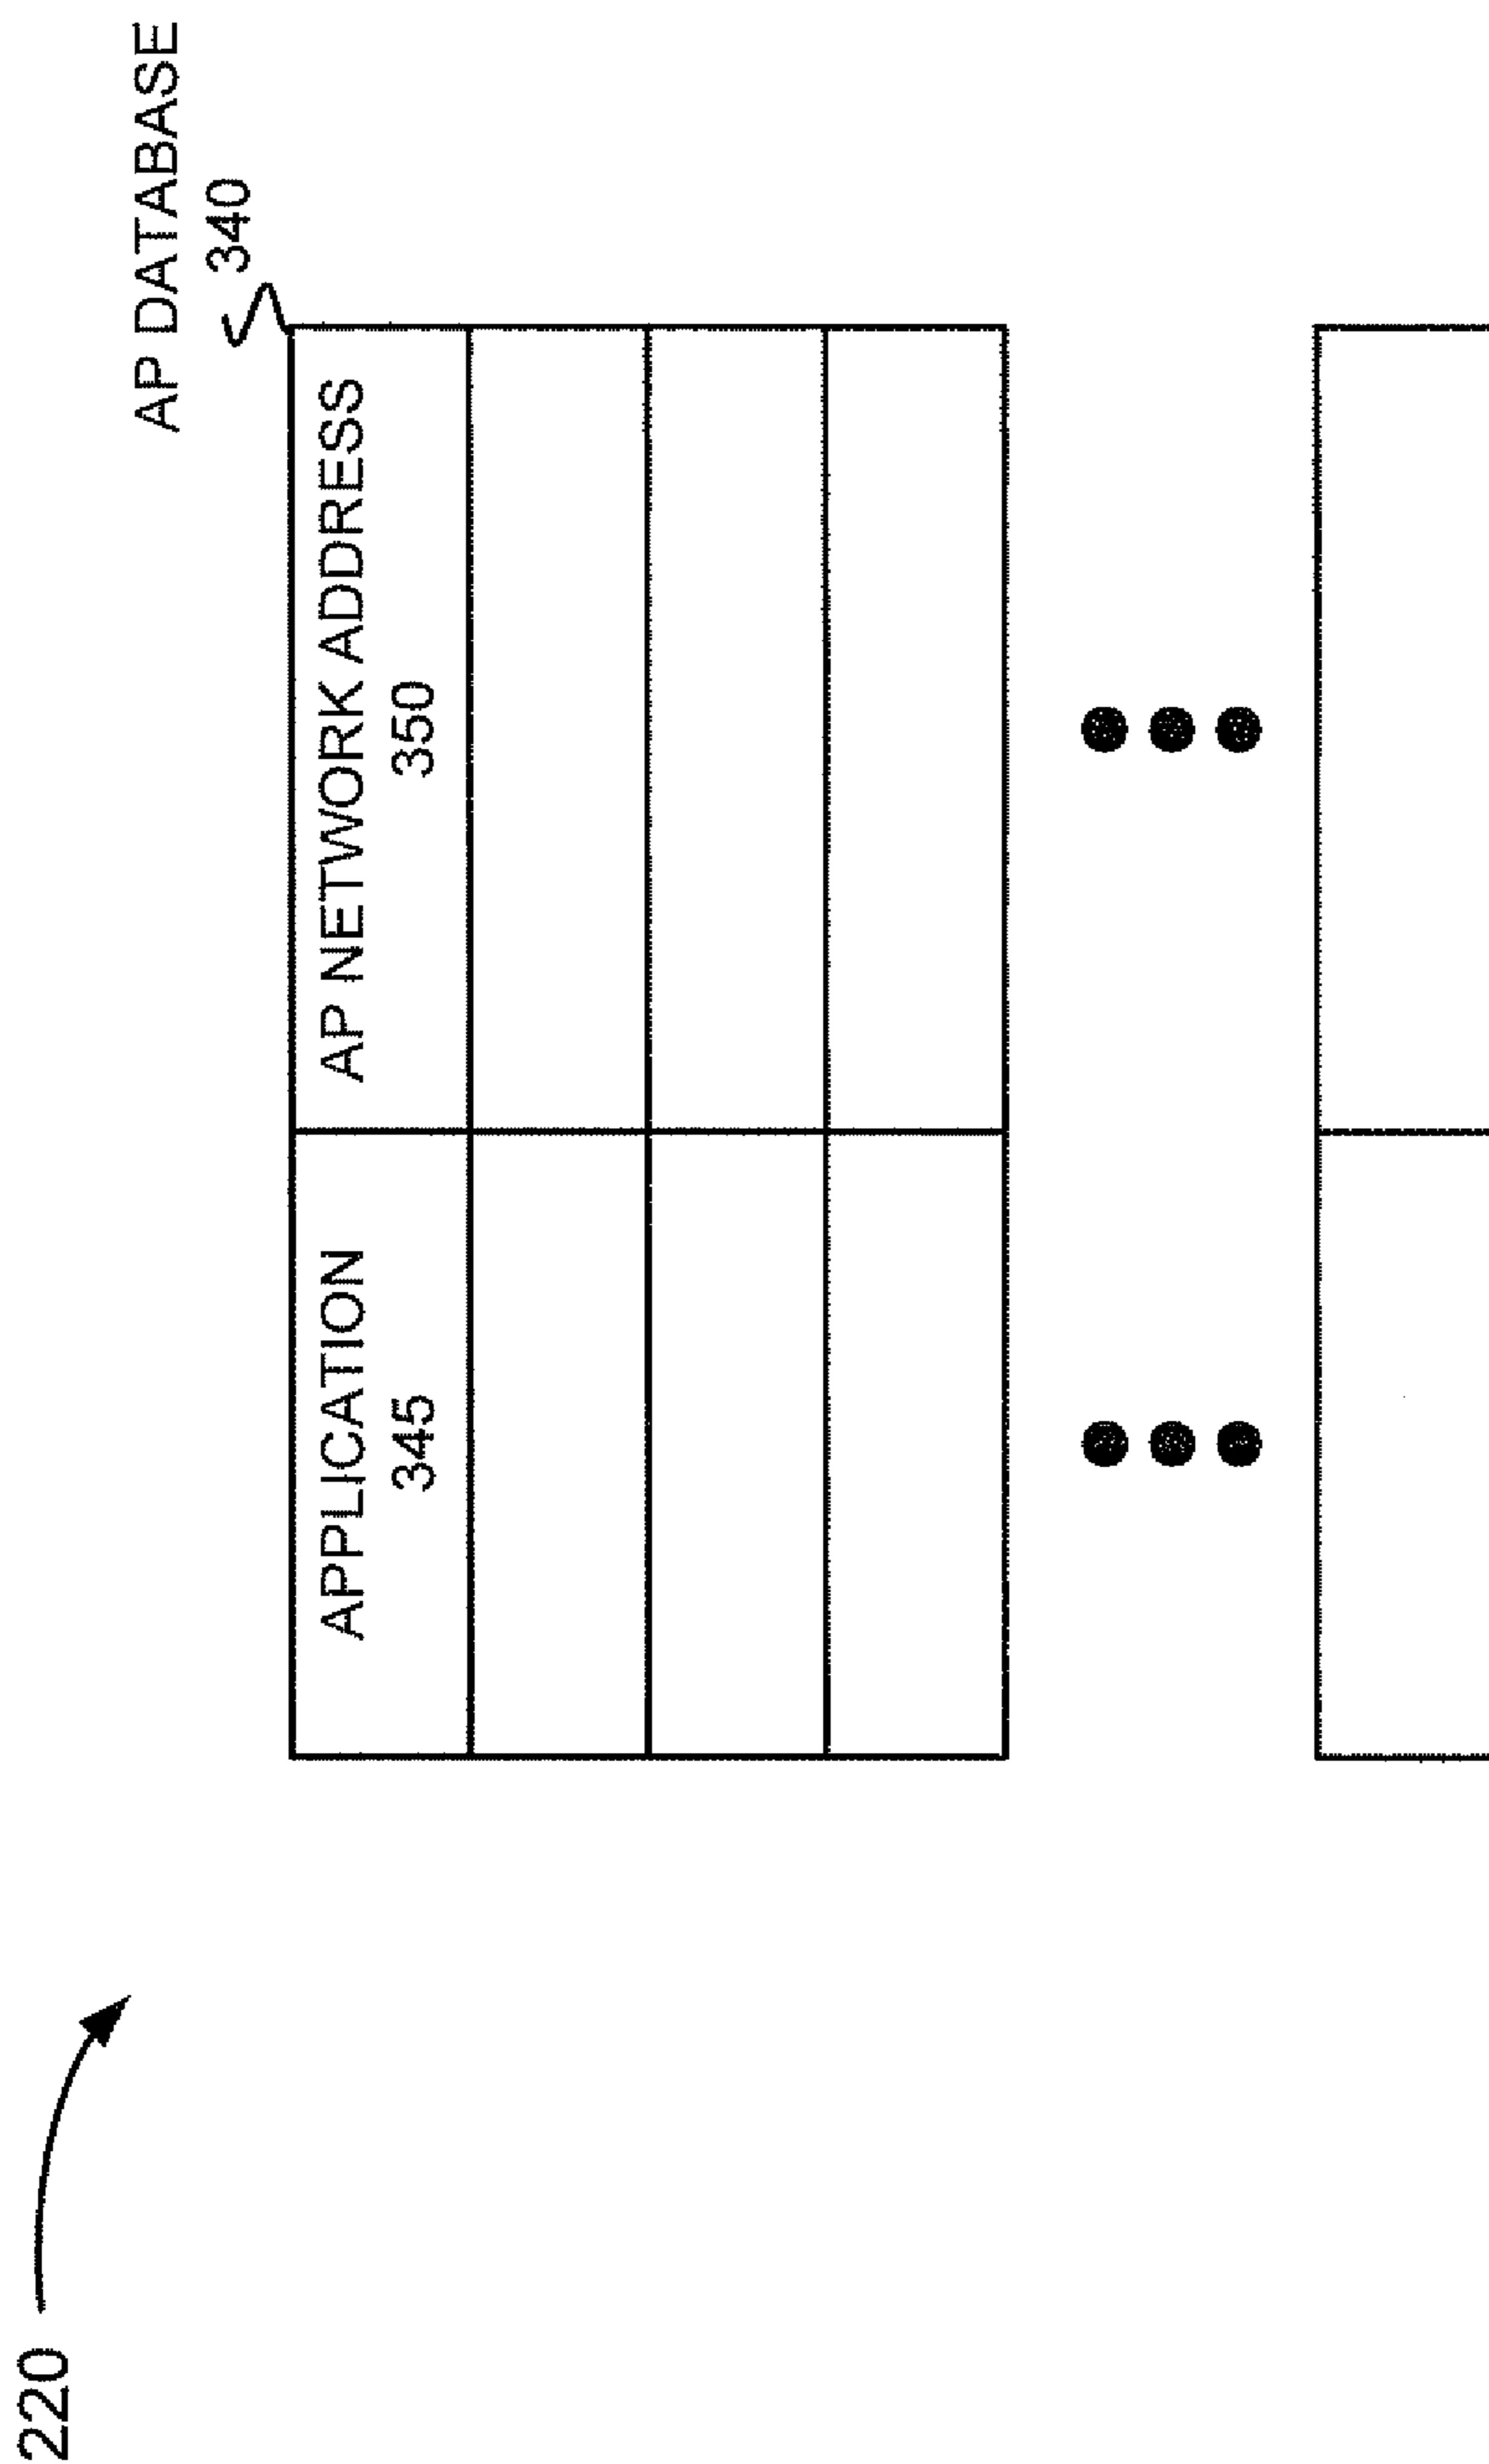 220
AP DATABASE
340
APPLICATION
345
AP NETWORK ADDRESS
350